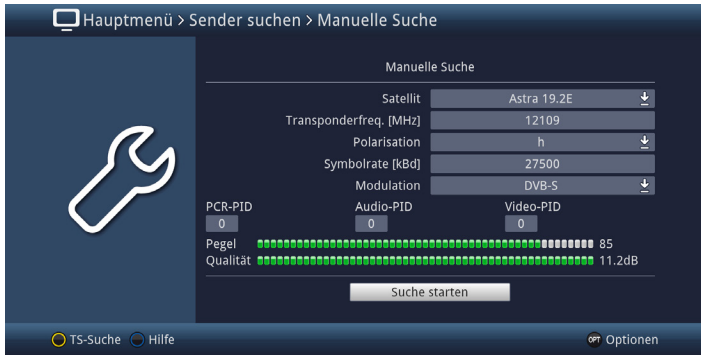 Hauptmenü > Sender suchen > Manuelle Suche
Manuelle Suche
Satellit Astra 19.2E
Transponderfreq. [MHz] 12109
Polarisation h
Symbolrate [kBd] 27500
Modulation DVB-S
PCR-PID Audio-PID Video-PID
0 0 0
Pegel 85
Qualität 11.2dB
Suche starten
TS-Suche Hilfe OPT Optionen